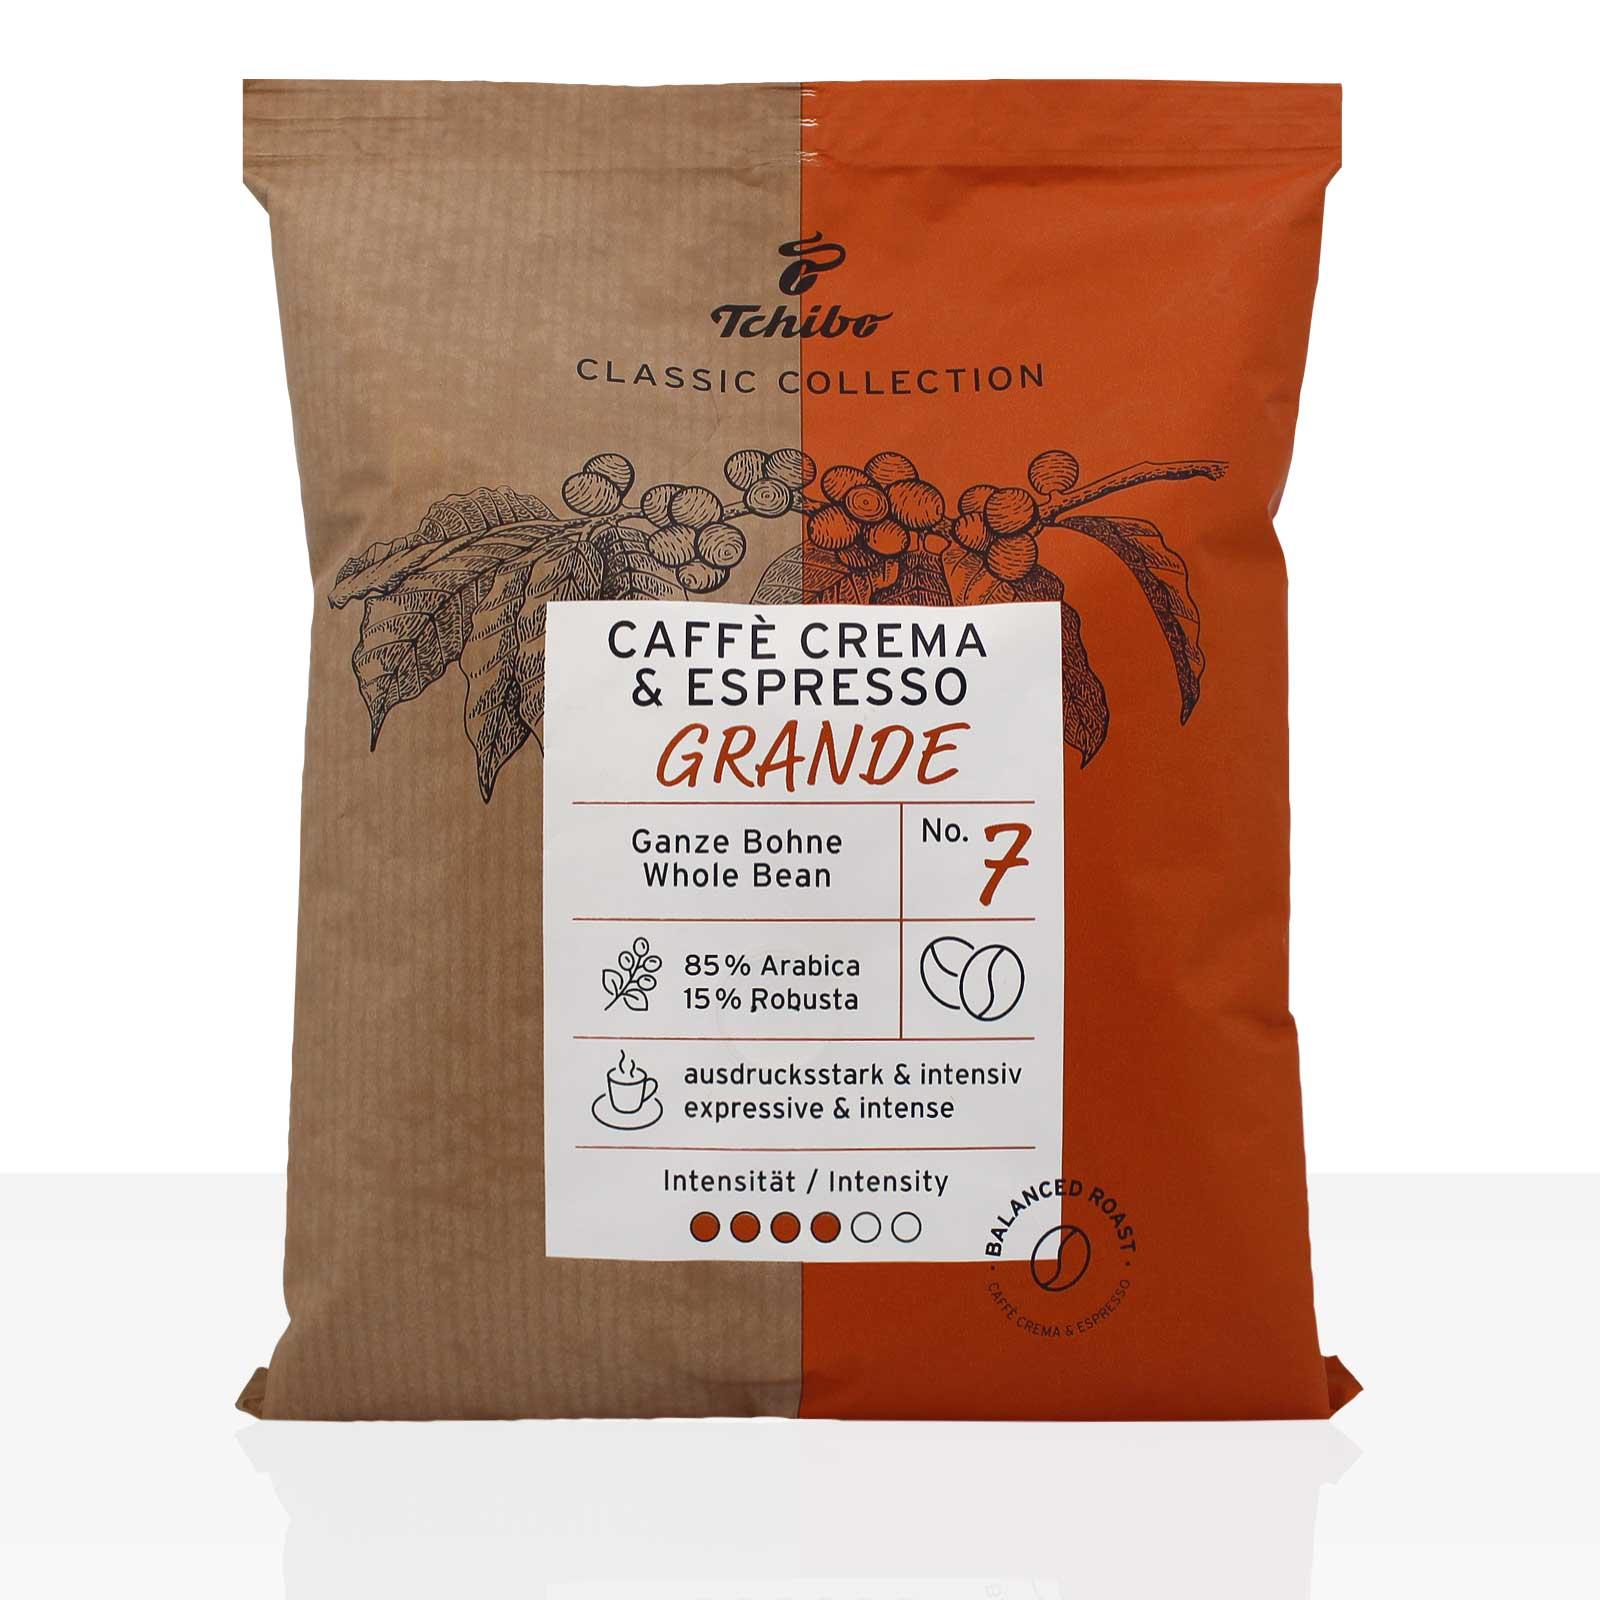 Tchibo
CLASSIC COLLECTION
CAFFÈ CREMA
& ESPRESSO
GRANDE
Ganze Bohne
Whole Bean
No. 7
85% Arabica
15% Robusta
ausdrucksstark & intensiv
expressive & intense
Intensität / Intensity
· BALANCED ROAST ·
CAFFÈ CREMA & ESPRESSO